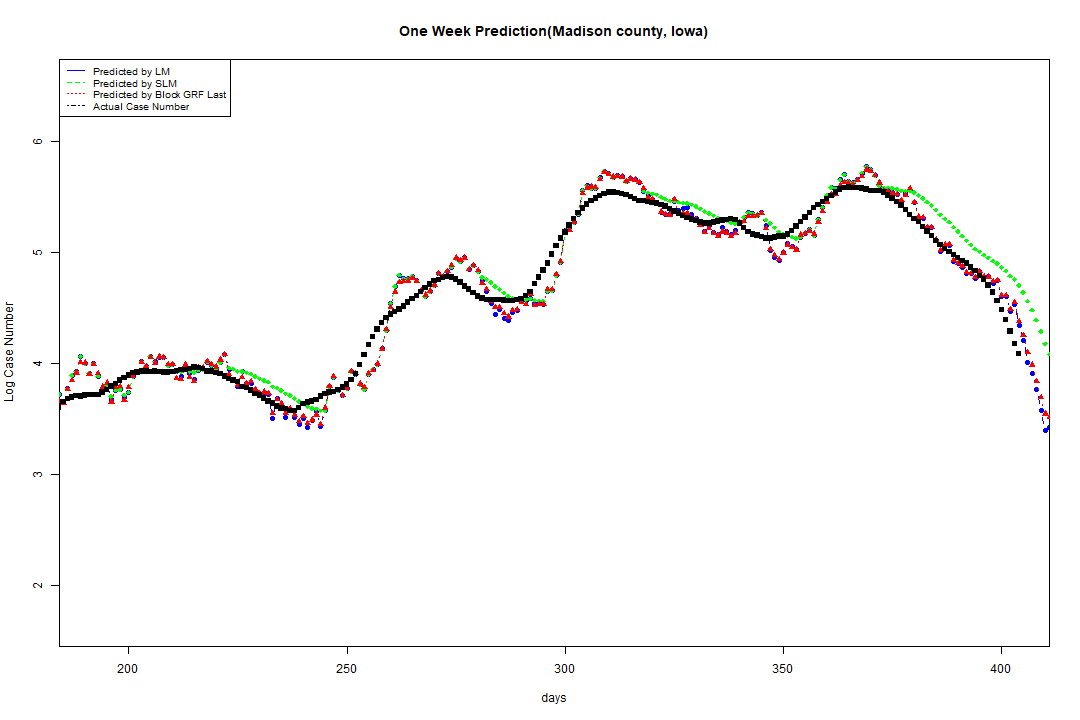 One Week Prediction(Madison county, Iowa)
Predicted by LM
Predicted by SLM
Predicted by Block GRF Last
Actual Case Number
6
5
4
3
2
Log Case Number
200 250 300 350 400
days